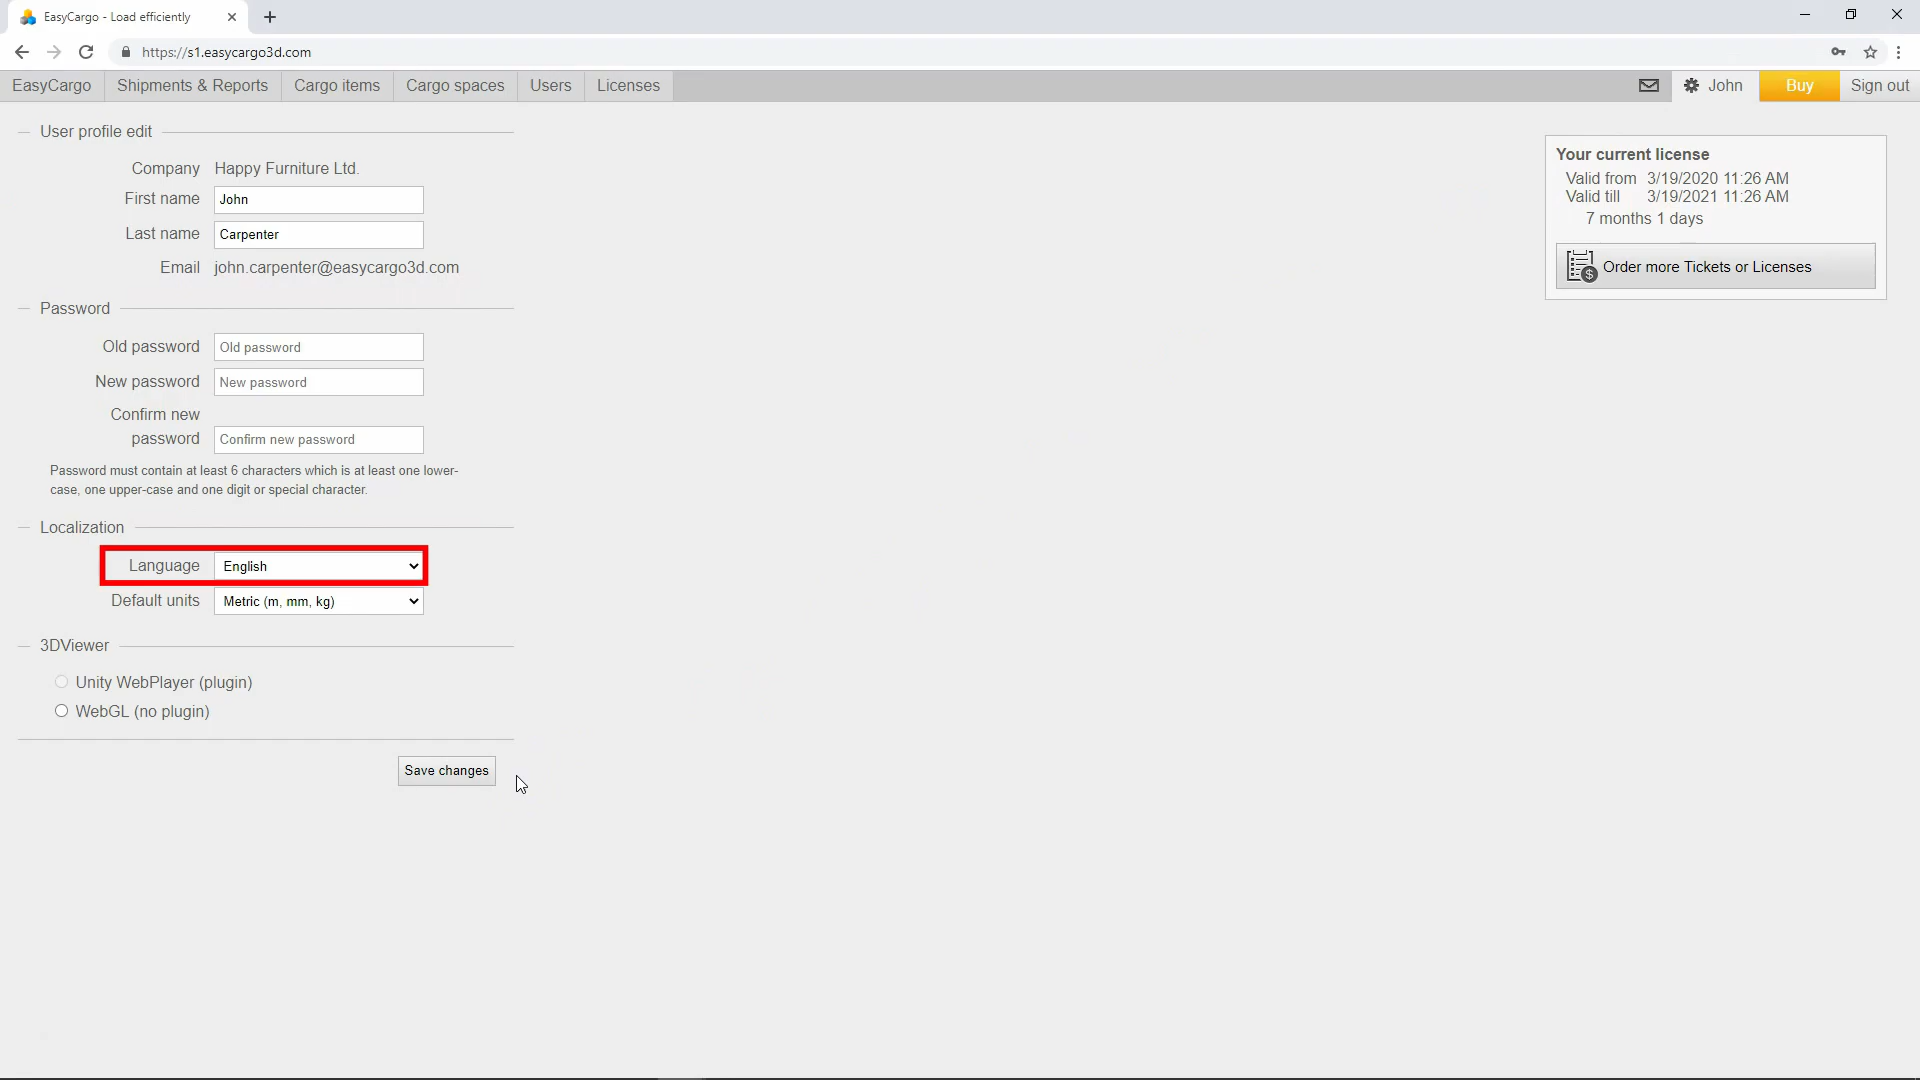 EasyCargo - Load efficiently
https://s1.easycargo3d.com
EasyCargo Shipments & Reports Cargo items Cargo spaces Users Licenses John Buy Sign out
User profile edit
Company Happy Furniture Ltd.
First name John
Last name Carpenter
Email john.carpenter@easycargo3d.com
Password
Old password Old password
New password New password
Confirm new
password Confirm new password
Password must contain at least 6 characters which is at least one lower-
case, one upper-case and one digit or special character.
Localization
Language English
Default units Metric (m, mm, kg)
3DViewer
Unity WebPlayer (plugin)
WebGL (no plugin)
Save changes
Your current license
Valid from 3/19/2020 11:26 AM
Valid till 3/19/2021 11:26 AM
7 months 1 days
Order more Tickets or Licenses